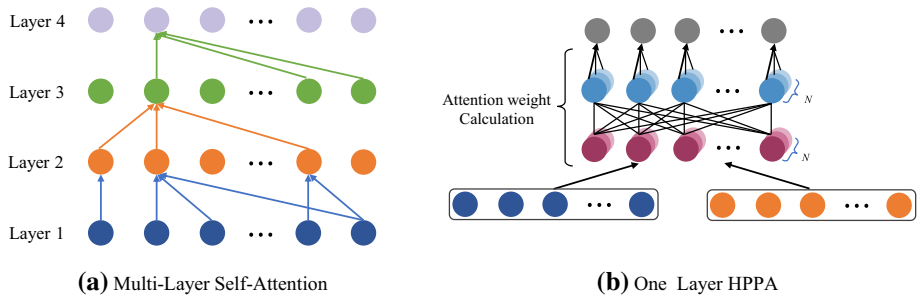 Layer 4
Layer 3
Layer 2
Layer 1
(a) Multi-Layer Self-Attention
Attention weight
Calculation
N
N
(b) One Layer HPPA